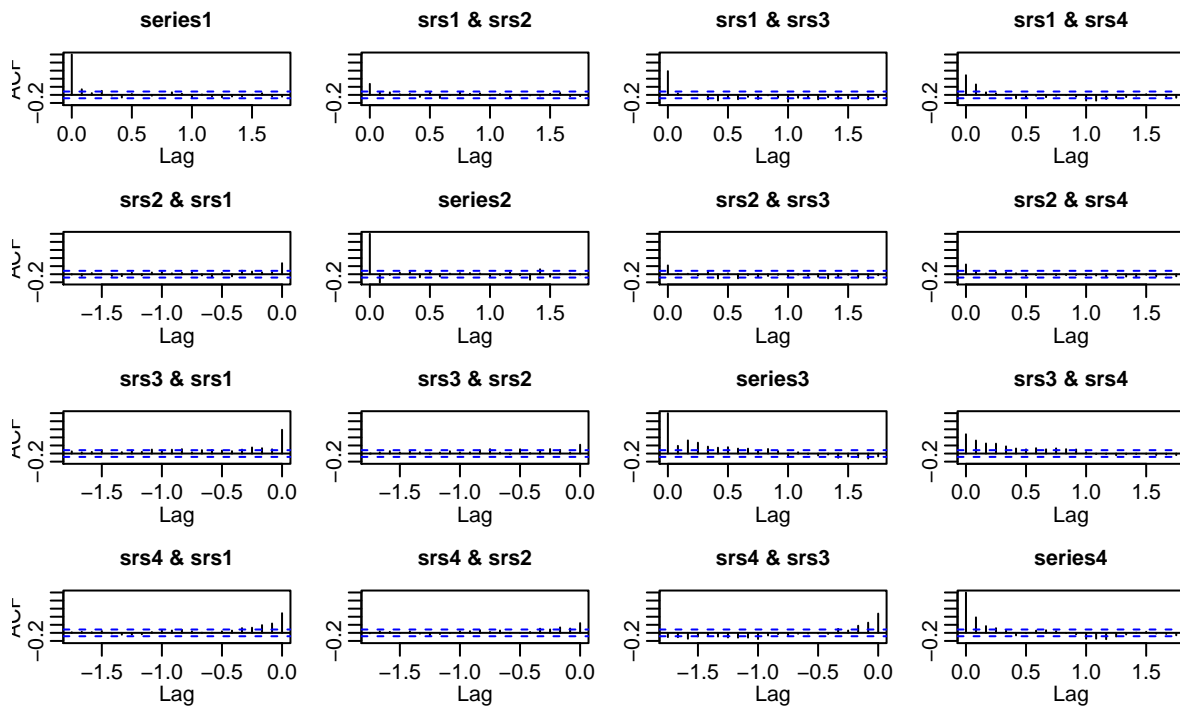 series1 srs1 & srs2 srs1 & srs3 srs1 & srs4
−0.2 −0.2 −0.2 −0.2
0.0 0.5 1.0 1.5 0.0 0.5 1.0 1.5 0.0 0.5 1.0 1.5 0.0 0.5 1.0 1.5
Lag Lag Lag Lag
srs2 & srs1 series2 srs2 & srs3 srs2 & srs4
−0.2 −0.2 −0.2 −0.2
−1.5 −1.0 −0.5 0.0 0.0 0.5 1.0 1.5 0.0 0.5 1.0 1.5 0.0 0.5 1.0 1.5
Lag Lag Lag Lag
srs3 & srs1 srs3 & srs2 series3 srs3 & srs4
−0.2 −0.2 −0.2 −0.2
−1.5 −1.0 −0.5 0.0 −1.5 −1.0 −0.5 0.0 0.0 0.5 1.0 1.5 0.0 0.5 1.0 1.5
Lag Lag Lag Lag
srs4 & srs1 srs4 & srs2 srs4 & srs3 series4
−0.2 −0.2 −0.2 −0.2
−1.5 −1.0 −0.5 0.0 −1.5 −1.0 −0.5 0.0 −1.5 −1.0 −0.5 0.0 0.0 0.5 1.0 1.5
Lag Lag Lag Lag